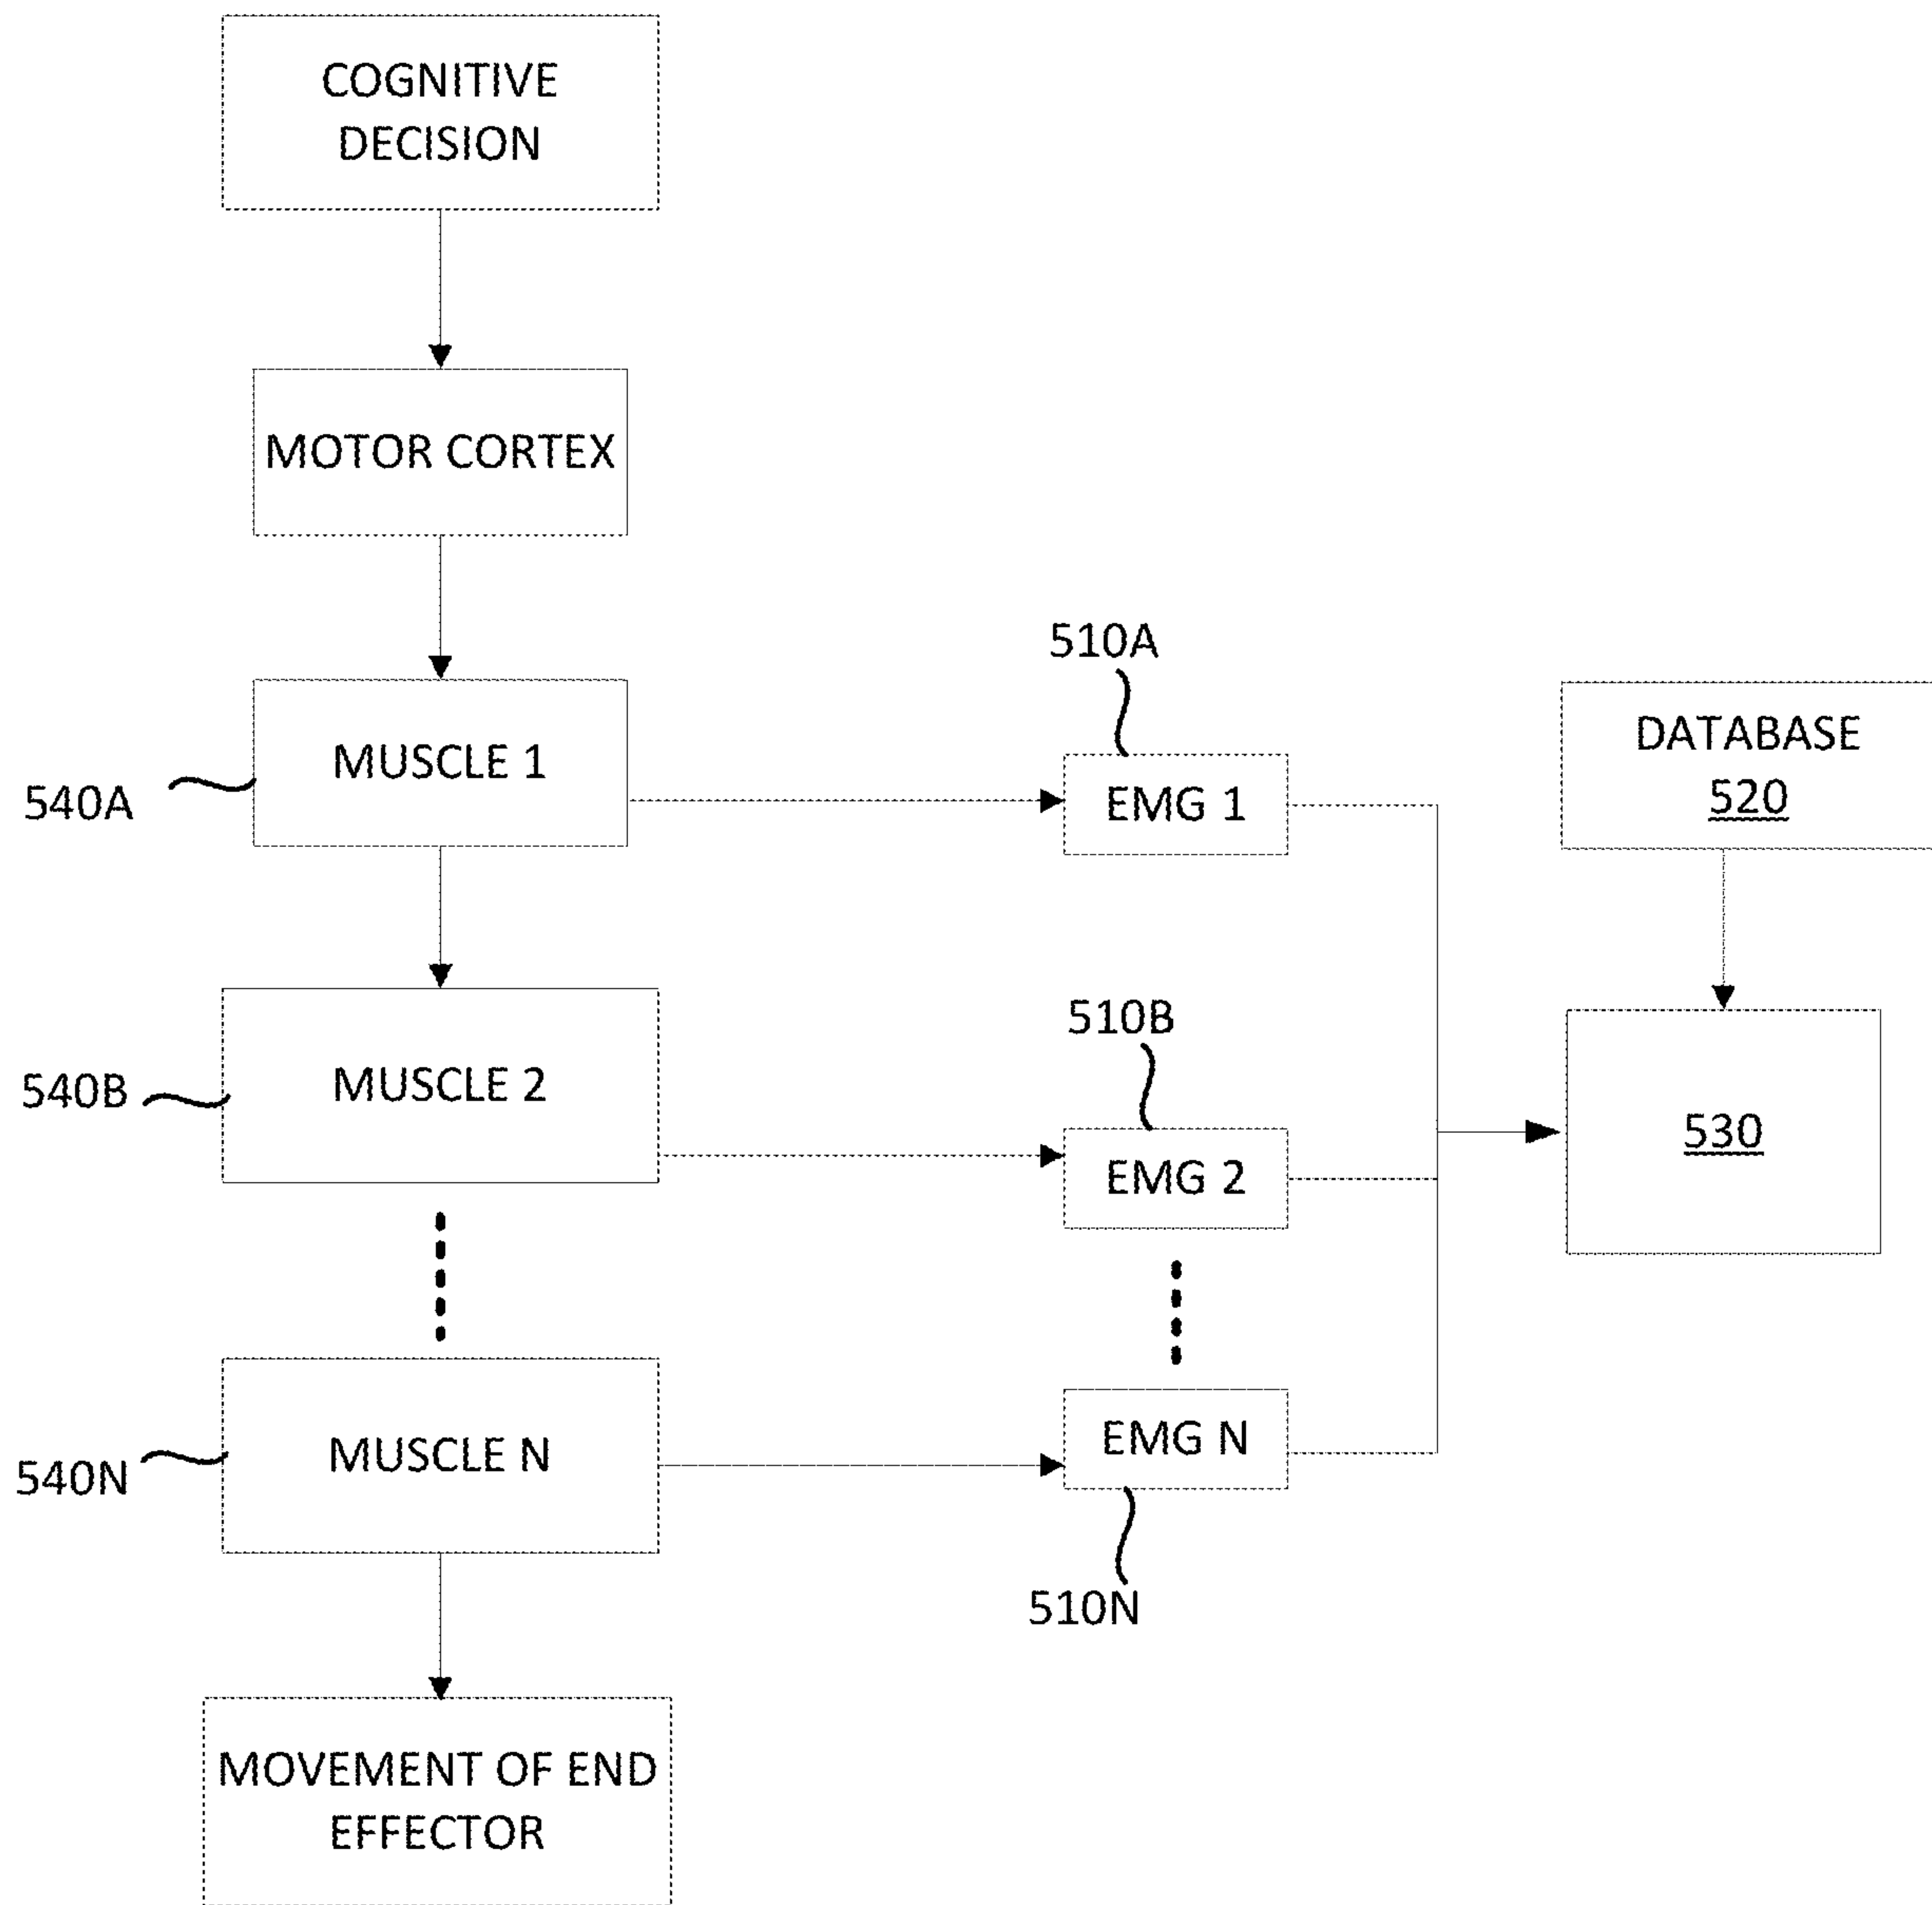 COGNITIVE
DECISION
MOTOR CORTEX
510A
MUSCLE 1
540A
EMG 1
DATABASE
520
510B
MUSCLE 2
540B
EMG 2
530
MUSCLE N
540N
EMG N
510N
MOVEMENT OF END
EFFECTOR